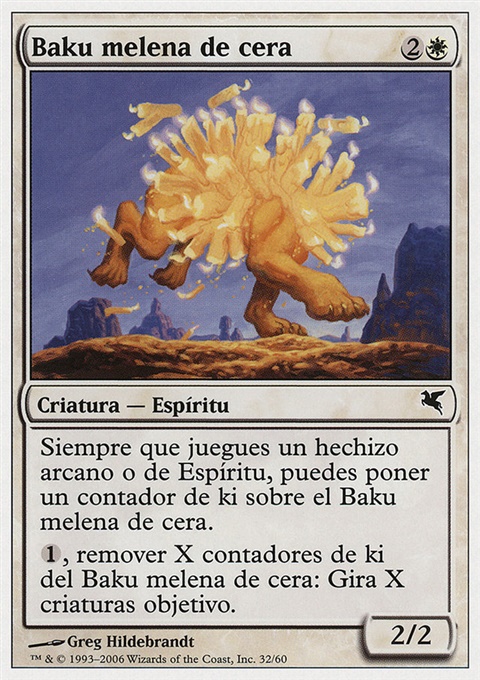 Baku melena de cera 2
Criatura — Espíritu
Siempre que juegues un hechizo
arcano o de Espíritu, puedes poner
un contador de ki sobre el Baku
melena de cera.
1, remover X contadores de ki
del Baku melena de cera: Gira X
criaturas objetivo.
Greg Hildebrandt
2/2
™ & © 1993–2006 Wizards of the Coast, Inc. 32/60